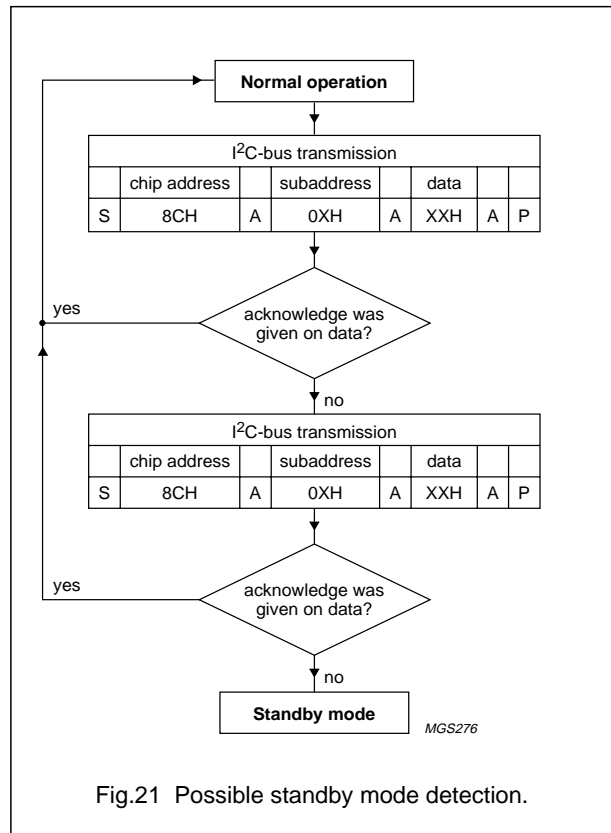 Normal operation
I2C-bus transmission
chip address subaddress data
S 8CH A 0XH A XXH A P
yes
acknowledge was
given on data?
no
I2C-bus transmission
chip address subaddress data
S 8CH A 0XH A XXH A P
yes
acknowledge was
given on data?
no
Standby mode
MGS276
Fig.21 Possible standby mode detection.